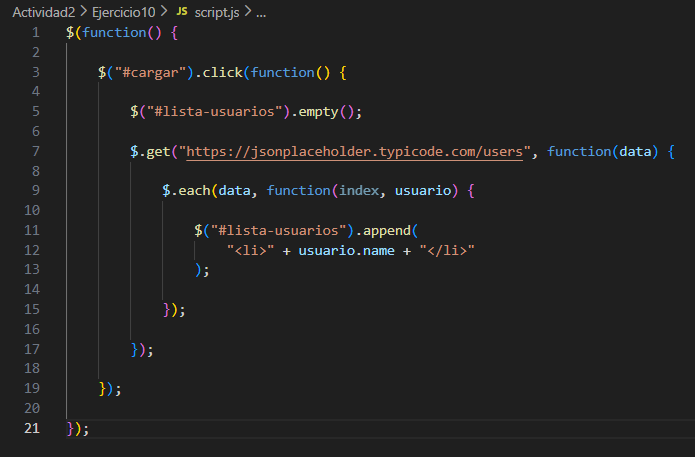 Actividad2 > Ejercicio10 > JS script.js > ...
1 $(function() {
2
3 $("#cargar").click(function() {
4
5 $("#lista-usuarios").empty();
6
7 $.get("https://jsonplaceholder.typicode.com/users", function(data) {
8
9 $.each(data, function(index, usuario) {
10
11 $("#lista-usuarios").append(
12 "<li>" + usuario.name + "</li>"
13 );
14
15 });
16
17 });
18
19 });
20
21 });